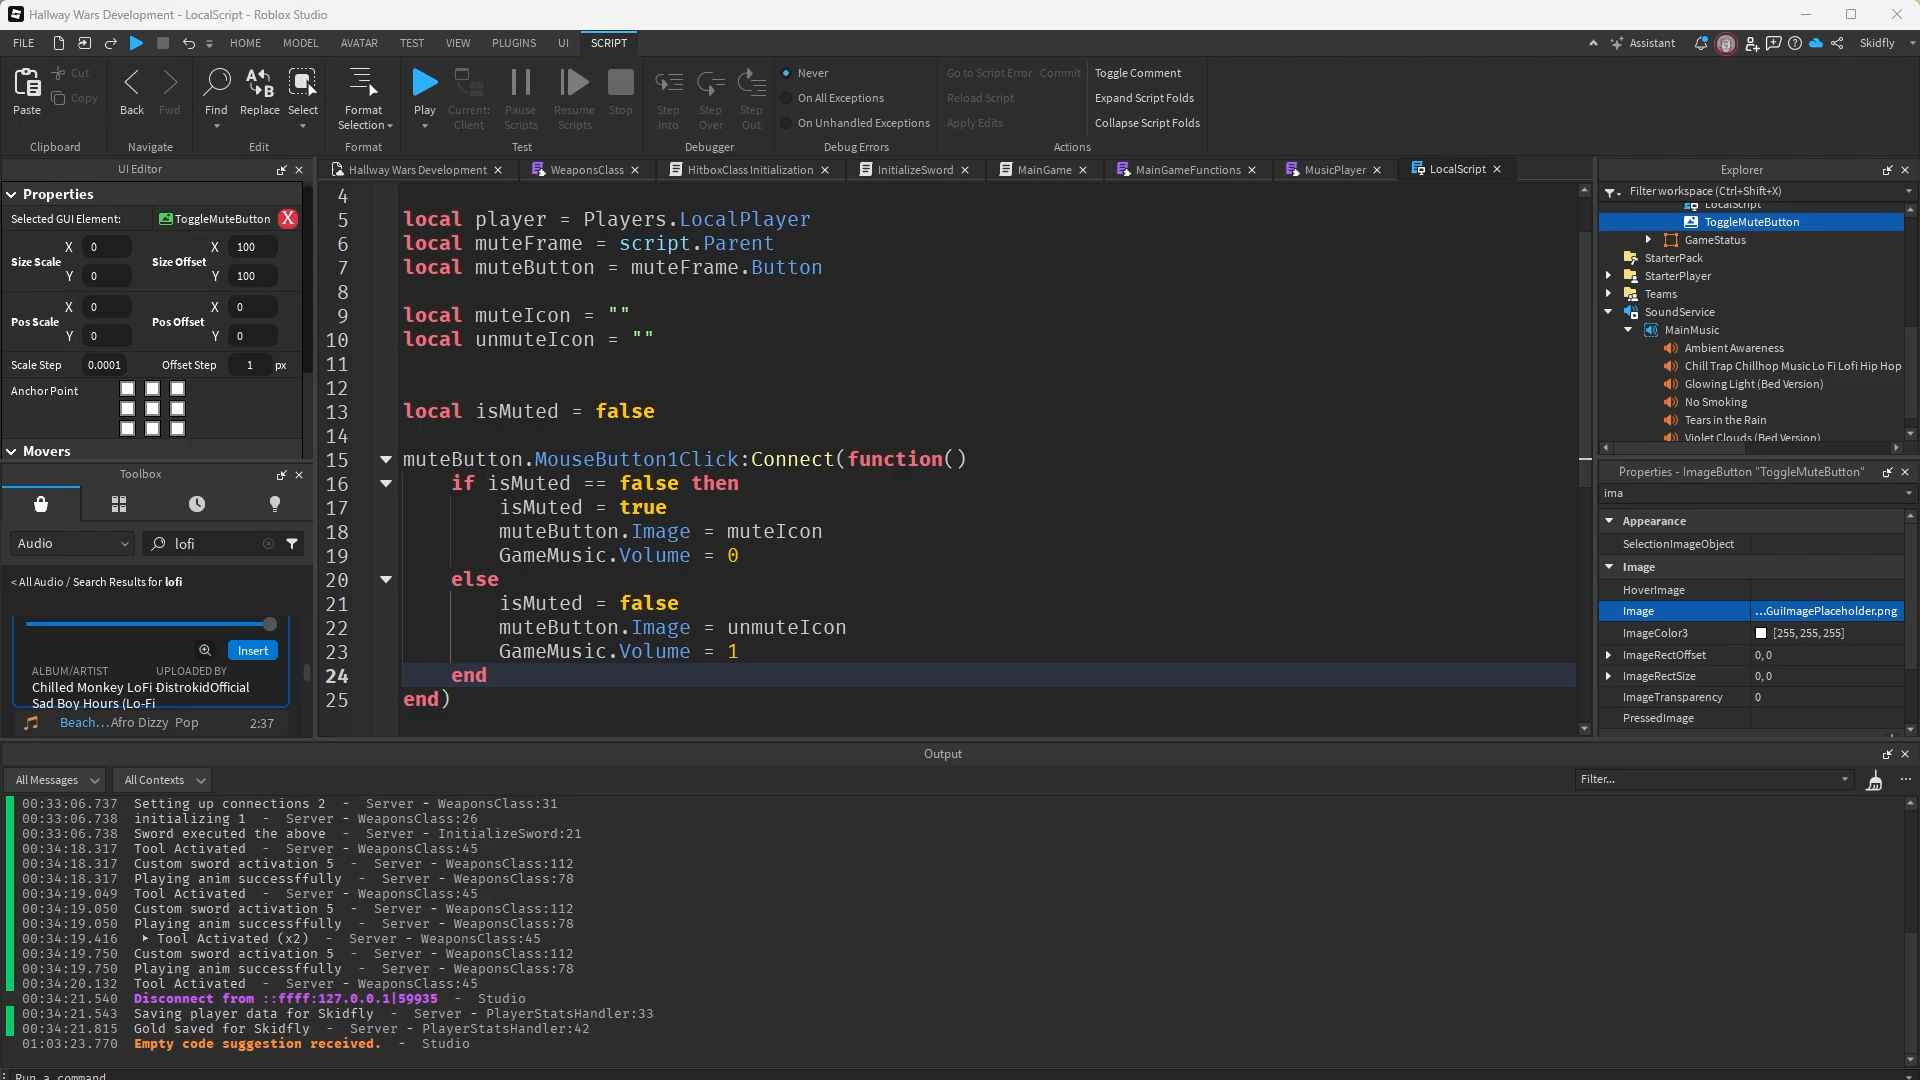 Hallway Wars Development - LocalScript - Roblox Studio
FILE HOME MODEL AVATAR TEST VIEW PLUGINS UI SCRIPT Assistant Skidfly
Paste
Cut
Copy
Clipboard
Back
Fwd
Navigate
Find
Replace
Select
Edit
Format
Selection
Format
Play
Current:
Client
Pause
Scripts
Resume
Scripts
Stop
Test
Step
Into
Step
Over
Step
Out
Debugger
Never
On All Exceptions
On Unhandled Exceptions
Debug Errors
Go to Script Error Commit
Reload Script
Apply Edits
Toggle Comment
Expand Script Folds
Collapse Script Folds
Actions
UI Editor
Properties
Selected GUI Element: ToggleMuteButton X
Size Scale X 0 Y 0 Size Offset X 100 Y 100
Pos Scale X 0 Y 0 Pos Offset X 0 Y 0
Scale Step 0.0001 Offset Step 1 px
Anchor Point
Movers
Toolbox
Audio lofi
< All Audio / Search Results for lofi
Insert
ALBUM/ARTIST UPLOADED BY
Chilled Monkey LoFi - DistrokidOfficial
Sad Boy Hours (Lo-Fi
Beach... Afro Dizzy Pop 2:37
Hallway Wars Development WeaponsClass HitboxClass Initialization InitializeSword MainGame MainGameFunctions MusicPlayer LocalScript
4
5 local player = Players.LocalPlayer
6 local muteFrame = script.Parent
7 local muteButton = muteFrame.Button
8
9 local muteIcon = ""
10 local unmuteIcon = ""
11
12
13 local isMuted = false
14
15 muteButton.MouseButton1Click:Connect(function()
16 if isMuted == false then
17 isMuted = true
18 muteButton.Image = muteIcon
19 GameMusic.Volume = 0
20 else
21 isMuted = false
22 muteButton.Image = unmuteIcon
23 GameMusic.Volume = 1
24 end
25 end)
Explorer
Filter workspace (Ctrl+Shift+X)
LocalScript
ToggleMuteButton
GameStatus
StarterPack
StarterPlayer
Teams
SoundService
MainMusic
Ambient Awareness
Chill Trap Chillhop Music Lo Fi Lofi Hip Hop
Glowing Light (Bed Version)
No Smoking
Tears in the Rain
Violet Clouds (Bed Version)
Properties - ImageButton "ToggleMuteButton"
ima
Appearance
SelectionImageObject
Image
HoverImage
Image ...GuiImagePlaceholder.png
ImageColor3 [255, 255, 255]
ImageRectOffset 0, 0
ImageRectSize 0, 0
ImageTransparency 0
PressedImage
Output
All Messages All Contexts Filter...
00:33:06.737 Setting up connections 2 - Server - WeaponsClass:31
00:33:06.738 initializing 1 - Server - WeaponsClass:26
00:33:06.738 Sword executed the above - Server - InitializeSword:21
00:34:18.317 Tool Activated - Server - WeaponsClass:45
00:34:18.317 Custom sword activation 5 - Server - WeaponsClass:112
00:34:18.317 Playing anim successffully - Server - WeaponsClass:78
00:34:19.049 Tool Activated - Server - WeaponsClass:45
00:34:19.050 Custom sword activation 5 - Server - WeaponsClass:112
00:34:19.050 Playing anim successffully - Server - WeaponsClass:78
00:34:19.416 Tool Activated (x2) - Server - WeaponsClass:45
00:34:19.750 Custom sword activation 5 - Server - WeaponsClass:112
00:34:19.750 Playing anim successffully - Server - WeaponsClass:78
00:34:20.132 Tool Activated - Server - WeaponsClass:45
00:34:21.540 Disconnect from ::ffff:127.0.0.1|59935 - Studio
00:34:21.543 Saving player data for Skidfly - Server - PlayerStatsHandler:33
00:34:21.815 Gold saved for Skidfly - Server - PlayerStatsHandler:42
01:03:23.770 Empty code suggestion received. - Studio
Run a command